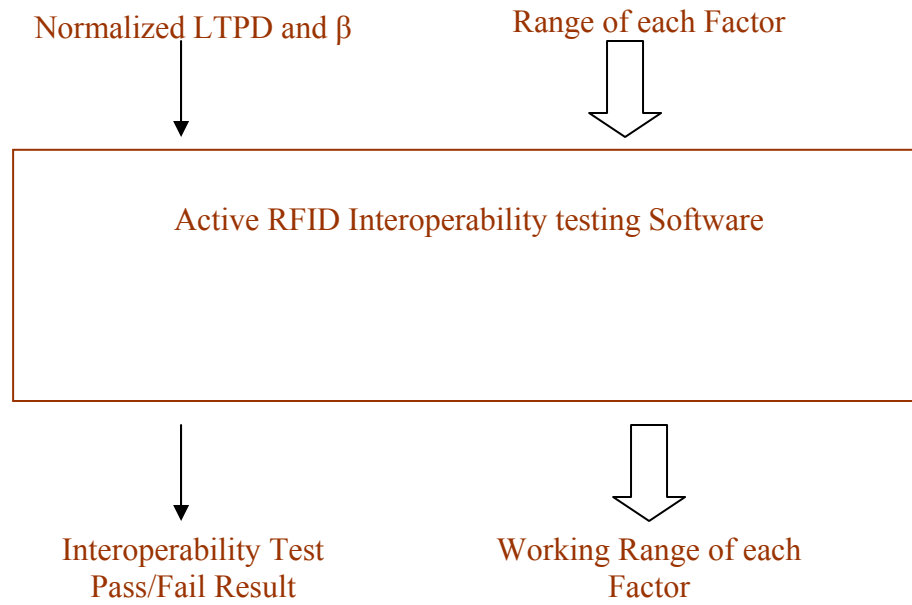 Normalized LTPD and β
Range of each Factor
Active RFID Interoperability testing Software
Interoperability Test
Pass/Fail Result
Working Range of each
Factor